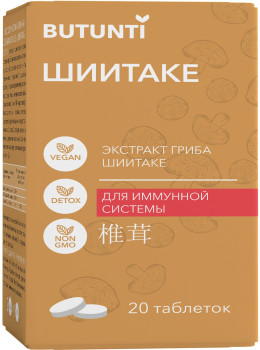 BUTUNTI
ШИИТАКЕ
VEGAN
ЭКСТРАКТ ГРИБА
ШИИТАКЕ
DETOX
ДЛЯ ИММУННОЙ
СИСТЕМЫ
NON
GMO
椎茸
20 таблеток